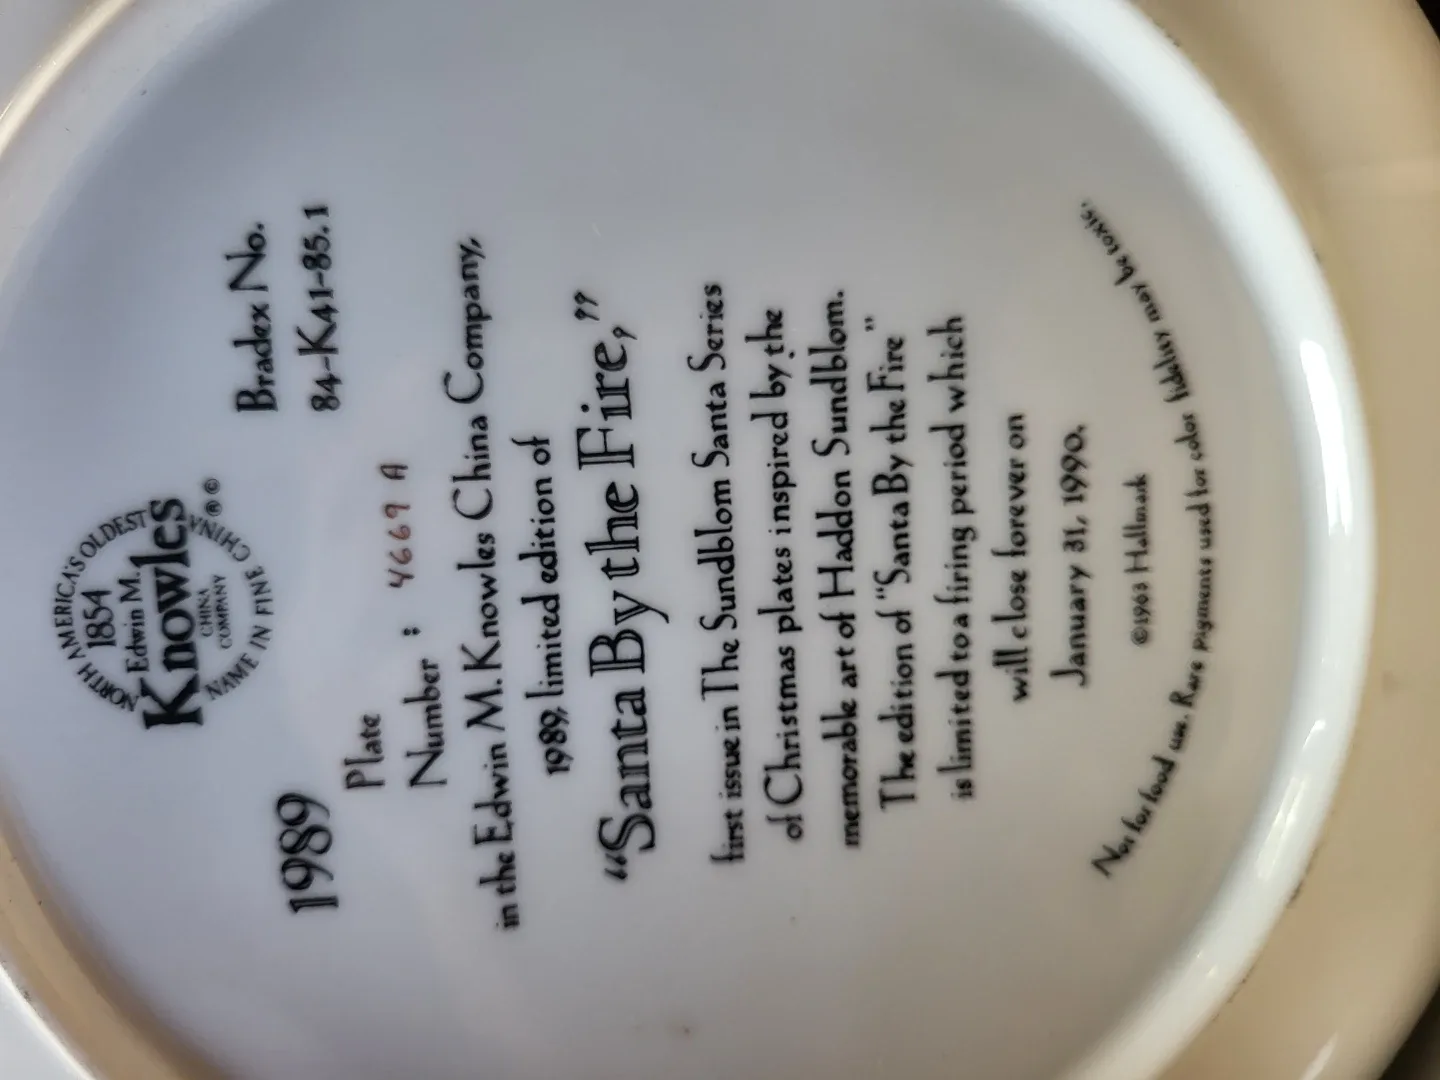 NORTH AMERICA'S OLDEST
1854
Edwin M.
Knowles
CHINA
COMPANY
NAME IN FINE CHINA
®©
1989
Bradex No.
84-K41-85.1
Plate
Number : 4669 A
in the Edwin M. Knowles China Company,
1989, limited edition of
“Santa By the Fire,”
first issue in The Sundblom Santa Series
of Christmas plates inspired by the
memorable art of Haddon Sundblom.
The edition of “Santa By the Fire”
is limited to a firing period which
will close forever on
January 31, 1990.
©1963 Hallmark
Not for food use. Rare pigments used for color fidelity may be toxic.